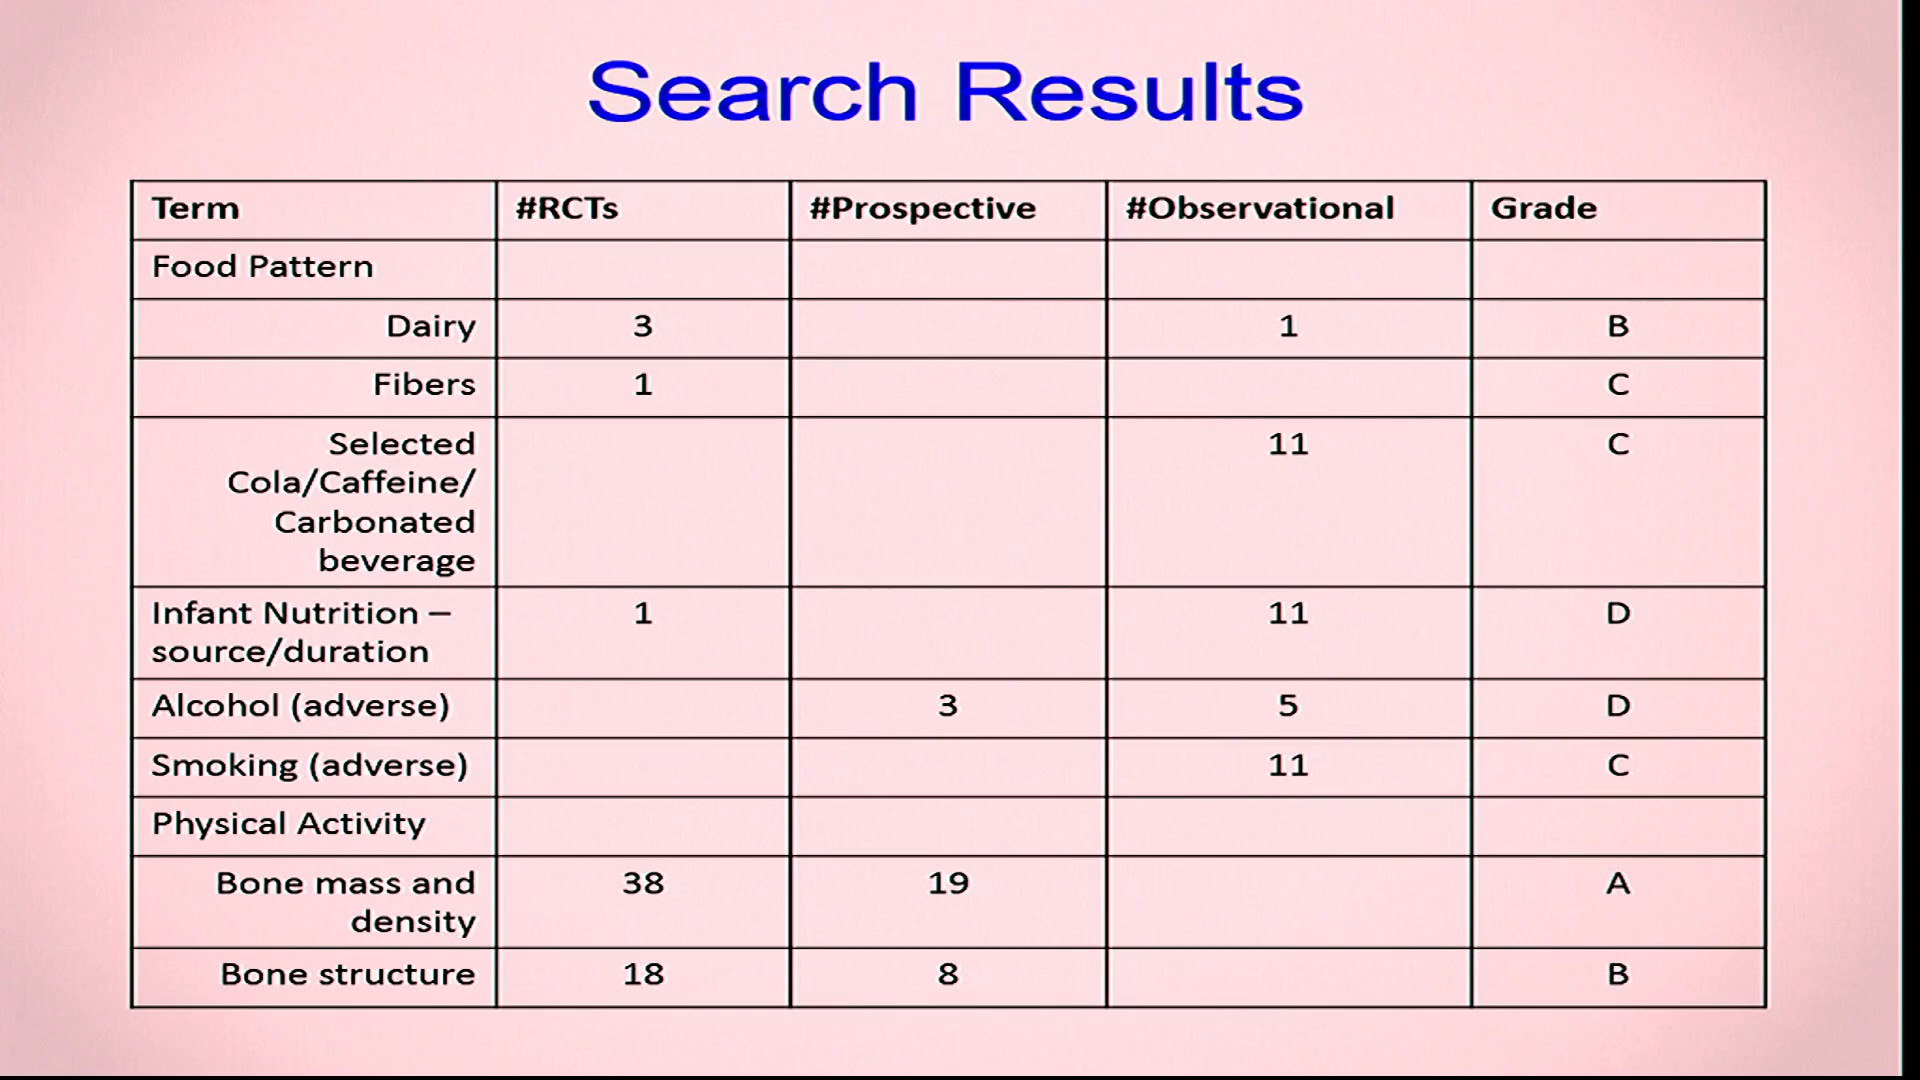 Search Results
Term #RCTs #Prospective #Observational Grade
Food Pattern
Dairy 3 1 B
Fibers 1 C
Selected 11 C
Cola/Caffeine/
Carbonated
beverage
Infant Nutrition – 1 11 D
source/duration
Alcohol (adverse) 3 5 D
Smoking (adverse) 11 C
Physical Activity
Bone mass and 38 19 A
density
Bone structure 18 8 B